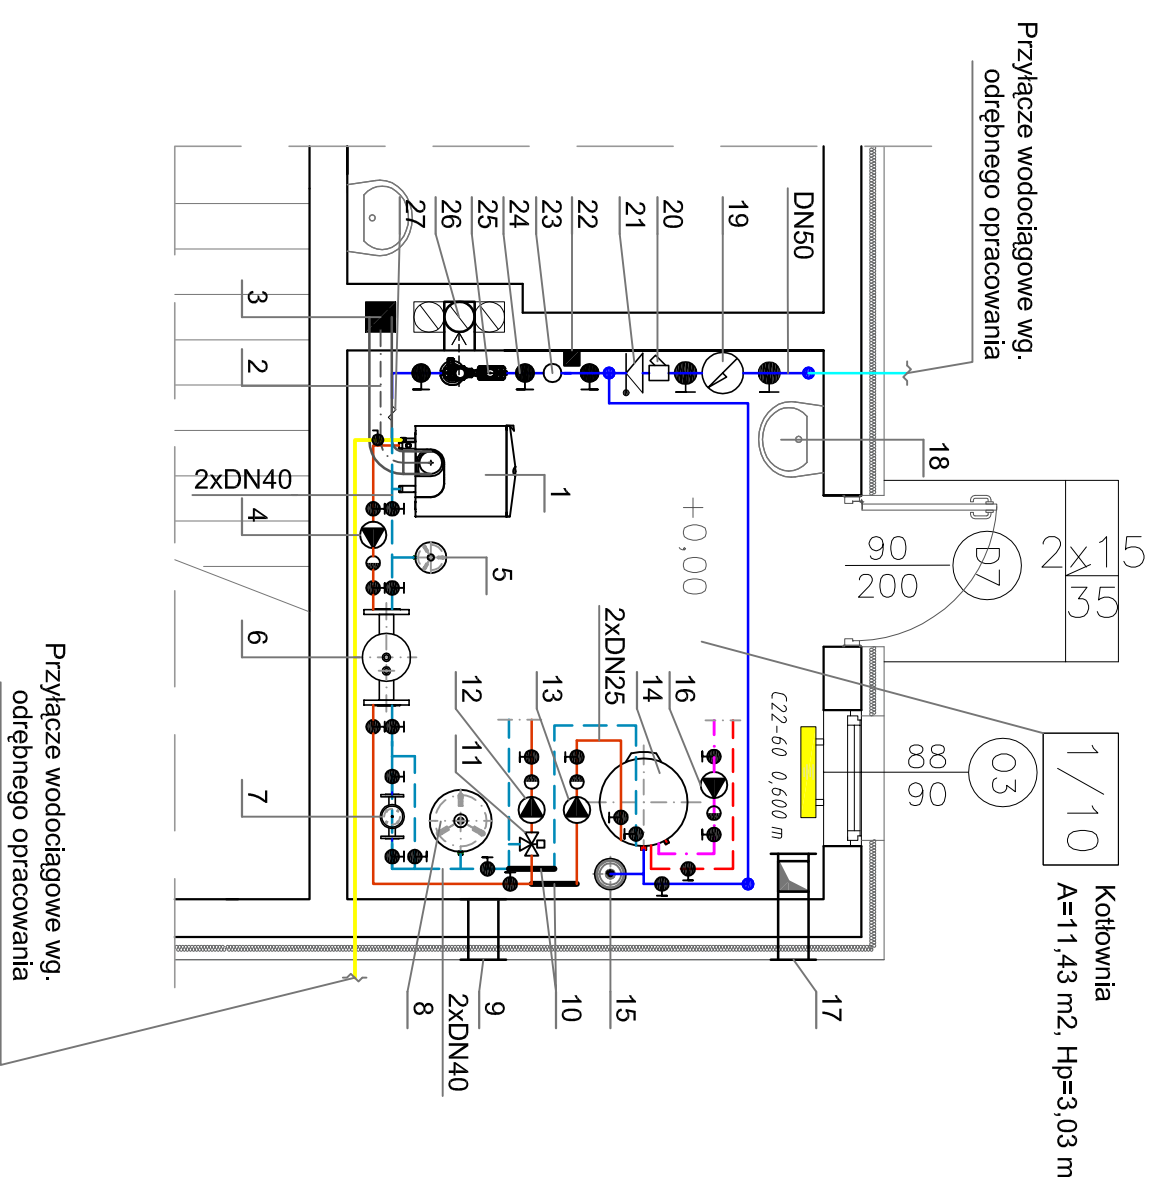 Przyłącze wodociągowe wg.
odrębnego opracowania
DN50
19
20
21
22
23
24
25
26
27
3
2
2xDN40
4
1
5
18
+0,00
90
200
D7
2x15
35
6
7
12
11
13
2xDN25
14
16
C22-60 0,600 m
88
90
03
1/10
Kotłownia
A=11,43 m2, Hp=3,03 m
8
2xDN40
9
10
15
17
Przyłącze wodociągowe wg.
odrębnego opracowania